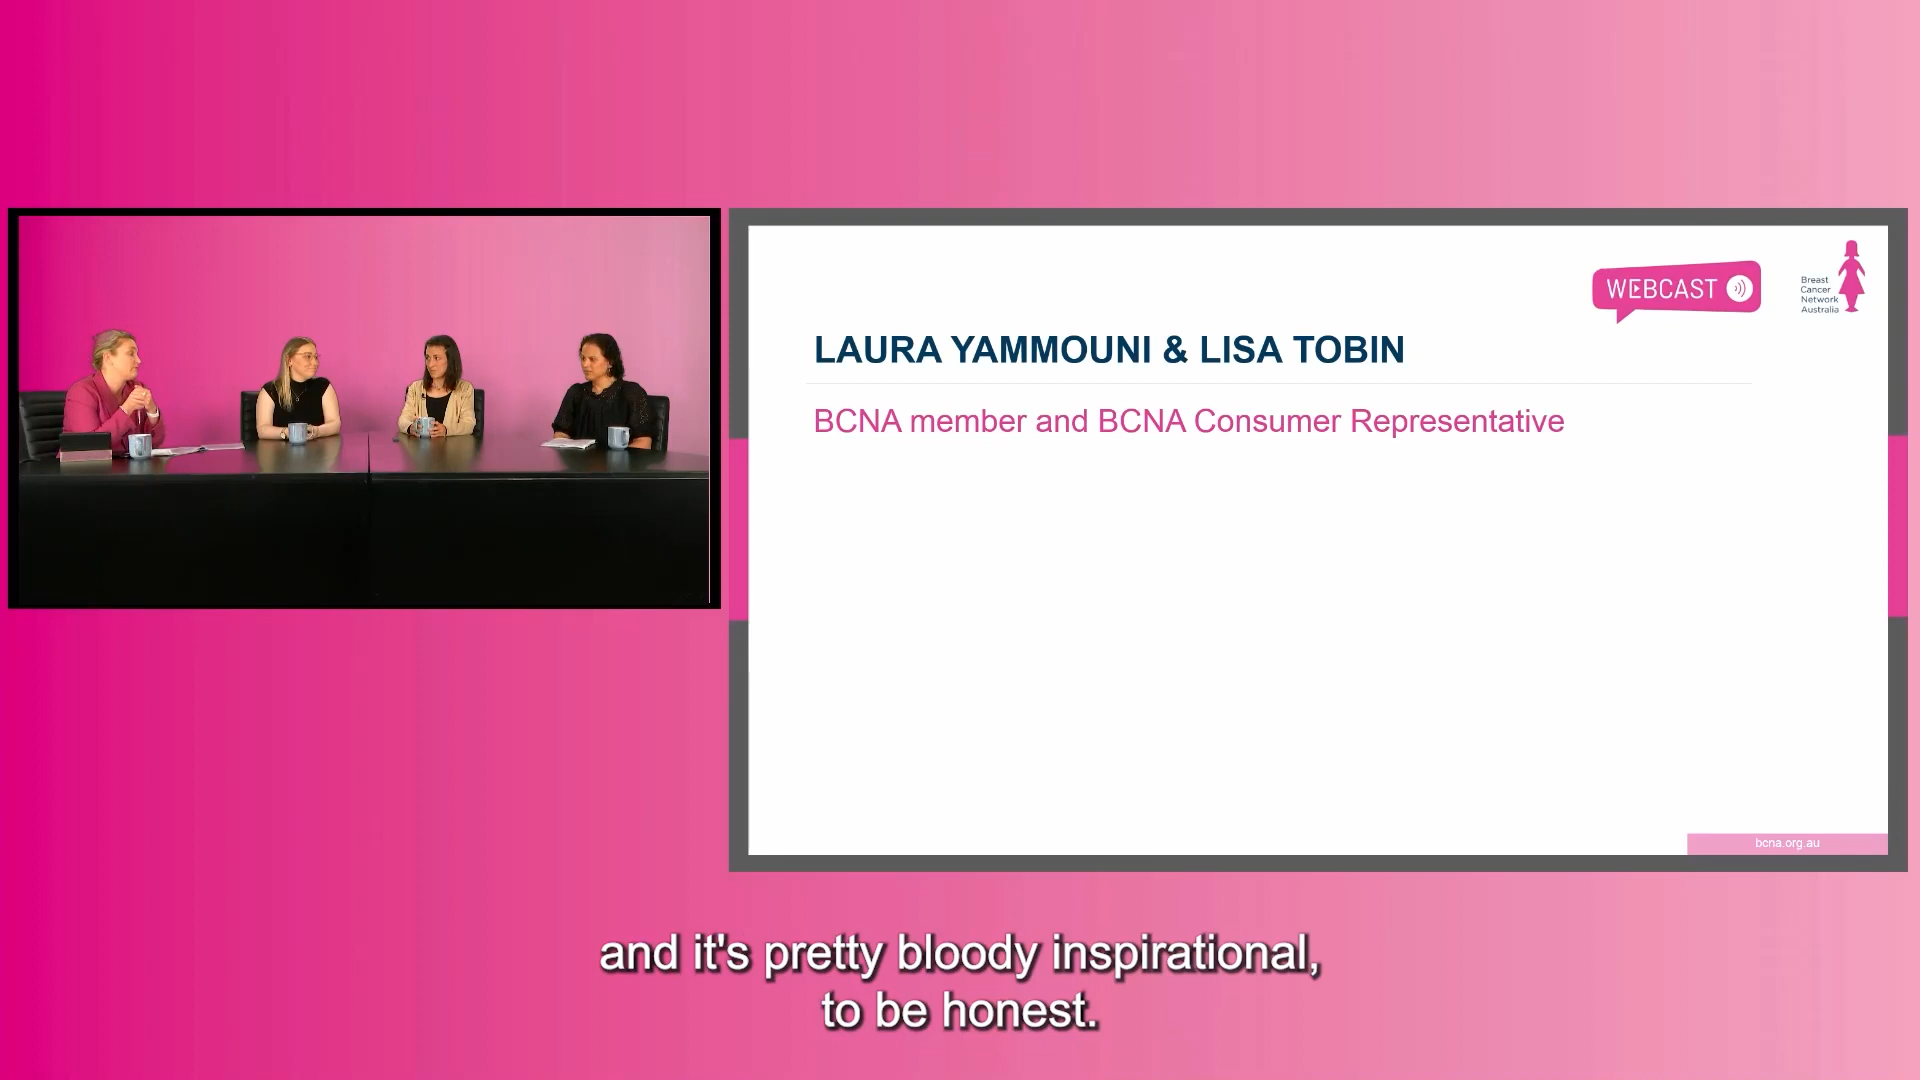 WEBCAST
Breast
Cancer
Network
Australia
LAURA YAMMOUNI & LISA TOBIN
BCNA member and BCNA Consumer Representative
bcna.org.au
and it's pretty bloody inspirational,
to be honest.